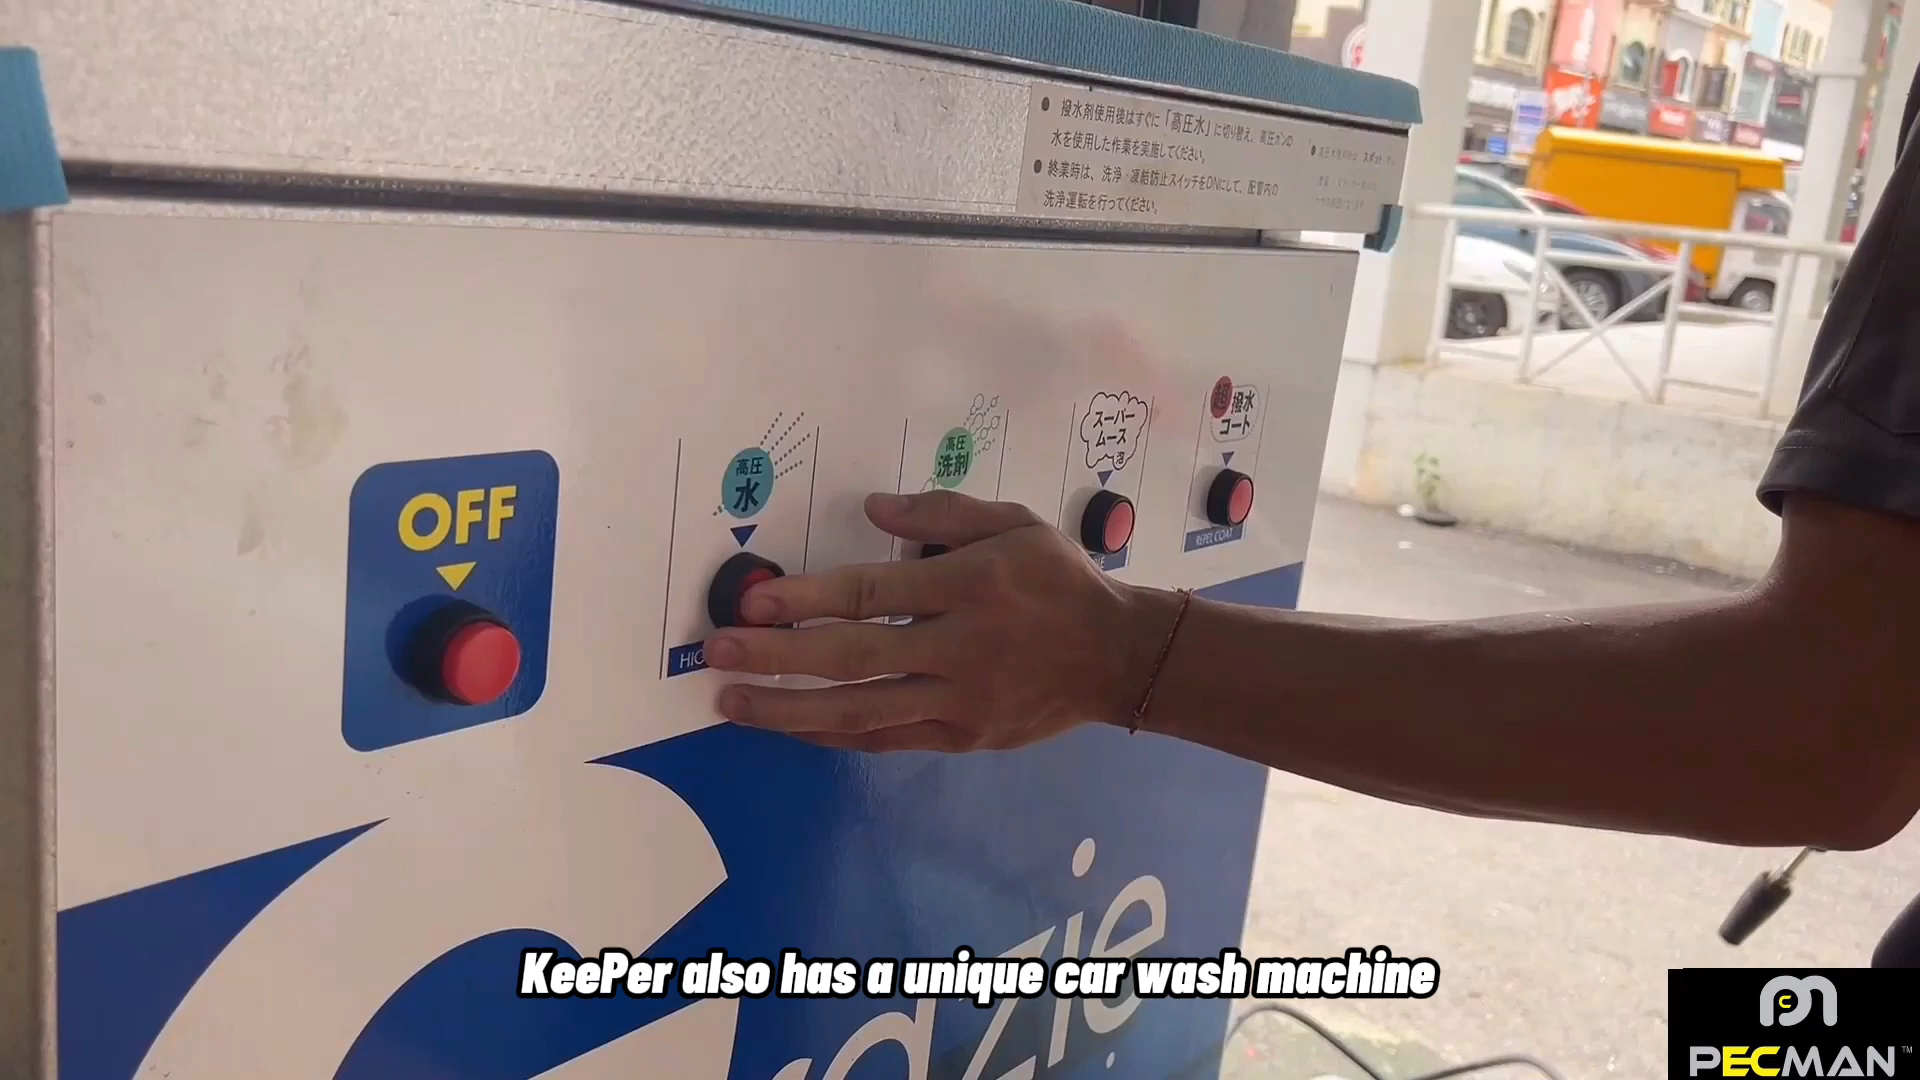 ● 撥水剤使用後はすぐに「高圧水」に切り替え、高圧ガンの
水を使用した作業を実施してください。
● 終業時は、洗浄・凍結防止スイッチをONにして、配管内の
洗浄運転を行ってください。
OFF
高圧
水
高圧
洗剤
スーパー
ムース
泡
超 撥水
コート
REPEL COAT
KeePer also has a unique car wash machine
PECMAN™